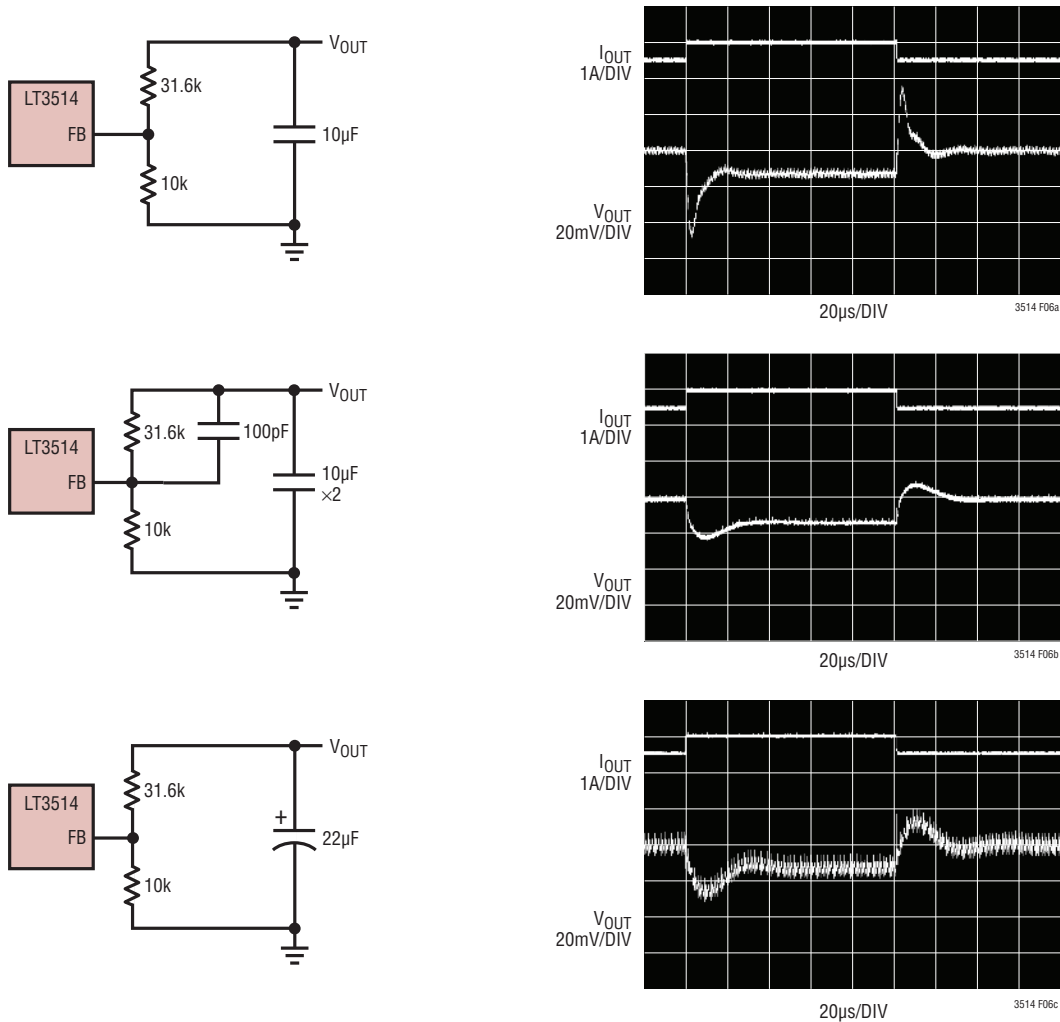 V_OUT
LT3514
31.6k
FB
10µF
10k
I_OUT
1A/DIV
V_OUT
20mV/DIV
20µs/DIV
3514 F06a
V_OUT
LT3514
31.6k
100pF
FB
10µF
×2
10k
I_OUT
1A/DIV
V_OUT
20mV/DIV
20µs/DIV
3514 F06b
V_OUT
LT3514
31.6k
+
FB
22µF
10k
I_OUT
1A/DIV
V_OUT
20mV/DIV
20µs/DIV
3514 F06c